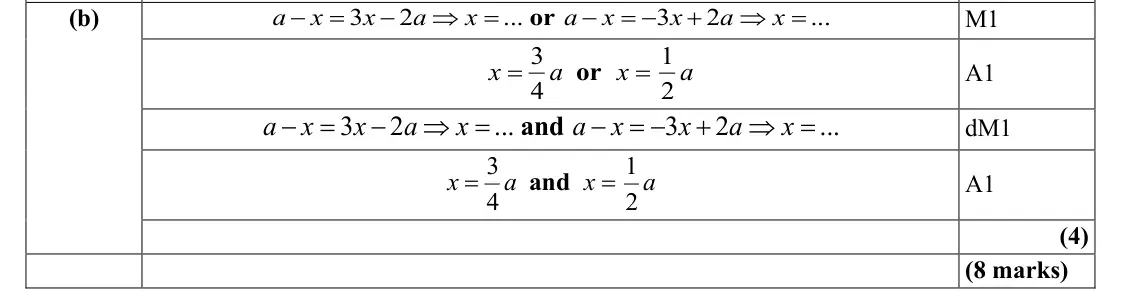 (b) a − x = 3x − 2a ⇒ x = ... or a − x = −3x + 2a ⇒ x = ... M1
x = 3/4 a or x = 1/2 a A1
a − x = 3x − 2a ⇒ x = ... and a − x = −3x + 2a ⇒ x = ... dM1
x = 3/4 a and x = 1/2 a A1
(4)
(8 marks)